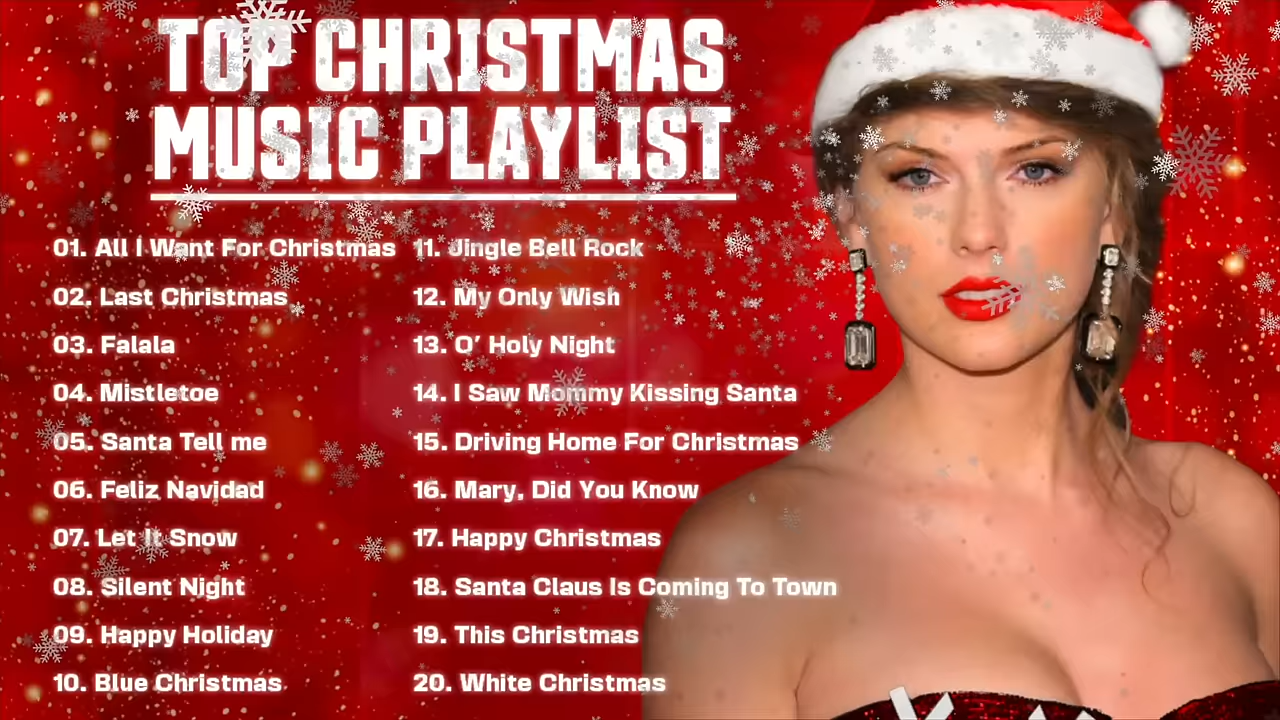 TOP CHRISTMAS
MUSIC PLAYLIST
01. All I Want For Christmas
02. Last Christmas
03. Falala
04. Mistletoe
05. Santa Tell me
06. Feliz Navidad
07. Let It Snow
08. Silent Night
09. Happy Holiday
10. Blue Christmas
11. Jingle Bell Rock
12. My Only Wish
13. O' Holy Night
14. I Saw Mommy Kissing Santa
15. Driving Home For Christmas
16. Mary, Did You Know
17. Happy Christmas
18. Santa Claus Is Coming To Town
19. This Christmas
20. White Christmas